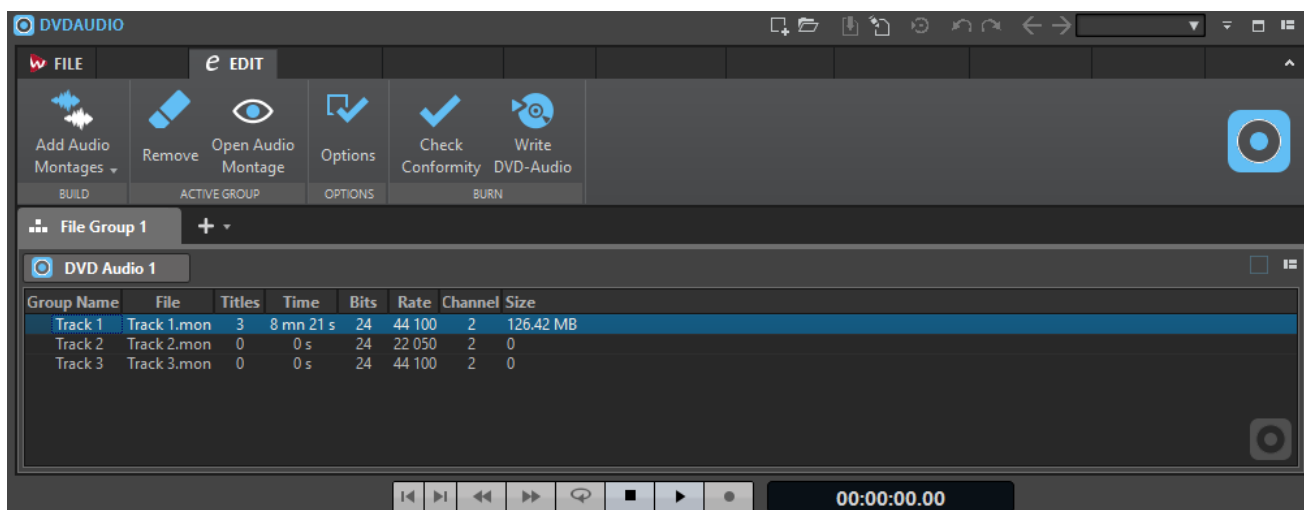 DVDAUDIO
FILE
EDIT
Add Audio Montages
Remove
Open Audio Montage
Options
Check Conformity
Write DVD-Audio
BUILD
ACTIVE GROUP
OPTIONS
BURN
File Group 1
DVD Audio 1
Group Name File Titles Time Bits Rate Channel Size
Track 1 Track 1.mon 3 8 mn 21 s 24 44 100 2 126.42 MB
Track 2 Track 2.mon 0 0 s 24 22 050 2 0
Track 3 Track 3.mon 0 0 s 24 44 100 2 0
00:00:00.00